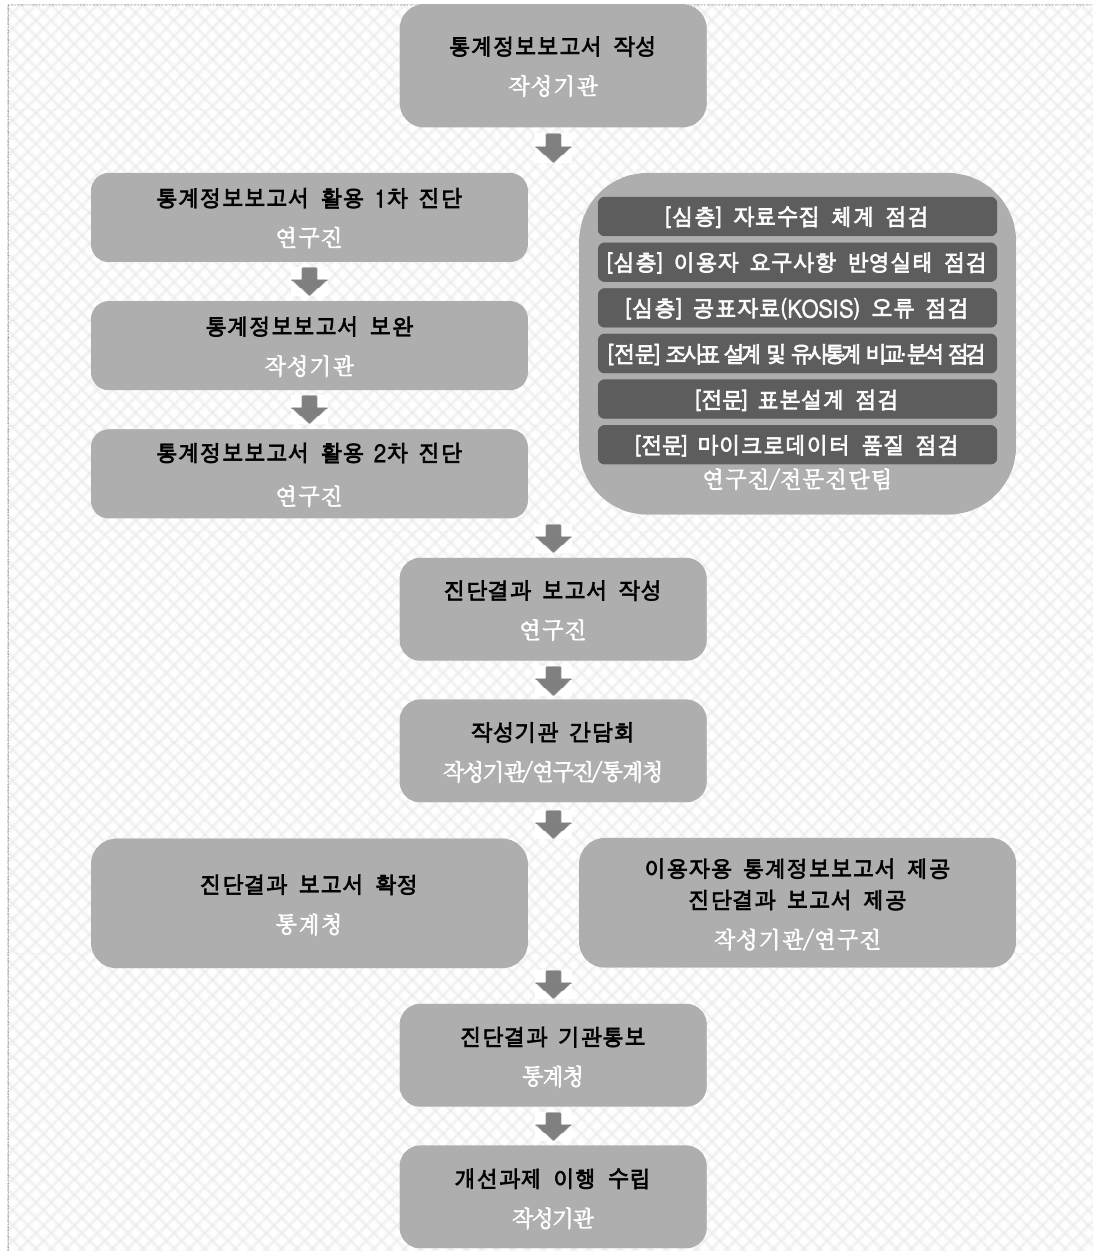 통계정보보고서 작성
작성기관
통계정보보고서 활용 1차 진단
연구진
통계정보보고서 보완
작성기관
통계정보보고서 활용 2차 진단
연구진
[심층] 자료수집 체계 점검
[심층] 이용자 요구사항 반영실태 점검
[심층] 공표자료(KOSIS) 오류 점검
[전문] 조사표 설계 및 유사통계 비교·분석 점검
[전문] 표본설계 점검
[전문] 마이크로데이터 품질 점검
연구진/전문진단팀
진단결과 보고서 작성
연구진
작성기관 간담회
작성기관/연구진/통계청
진단결과 보고서 확정
통계청
이용자용 통계정보보고서 제공
진단결과 보고서 제공
작성기관/연구진
진단결과 기관통보
통계청
개선과제 이행 수립
작성기관